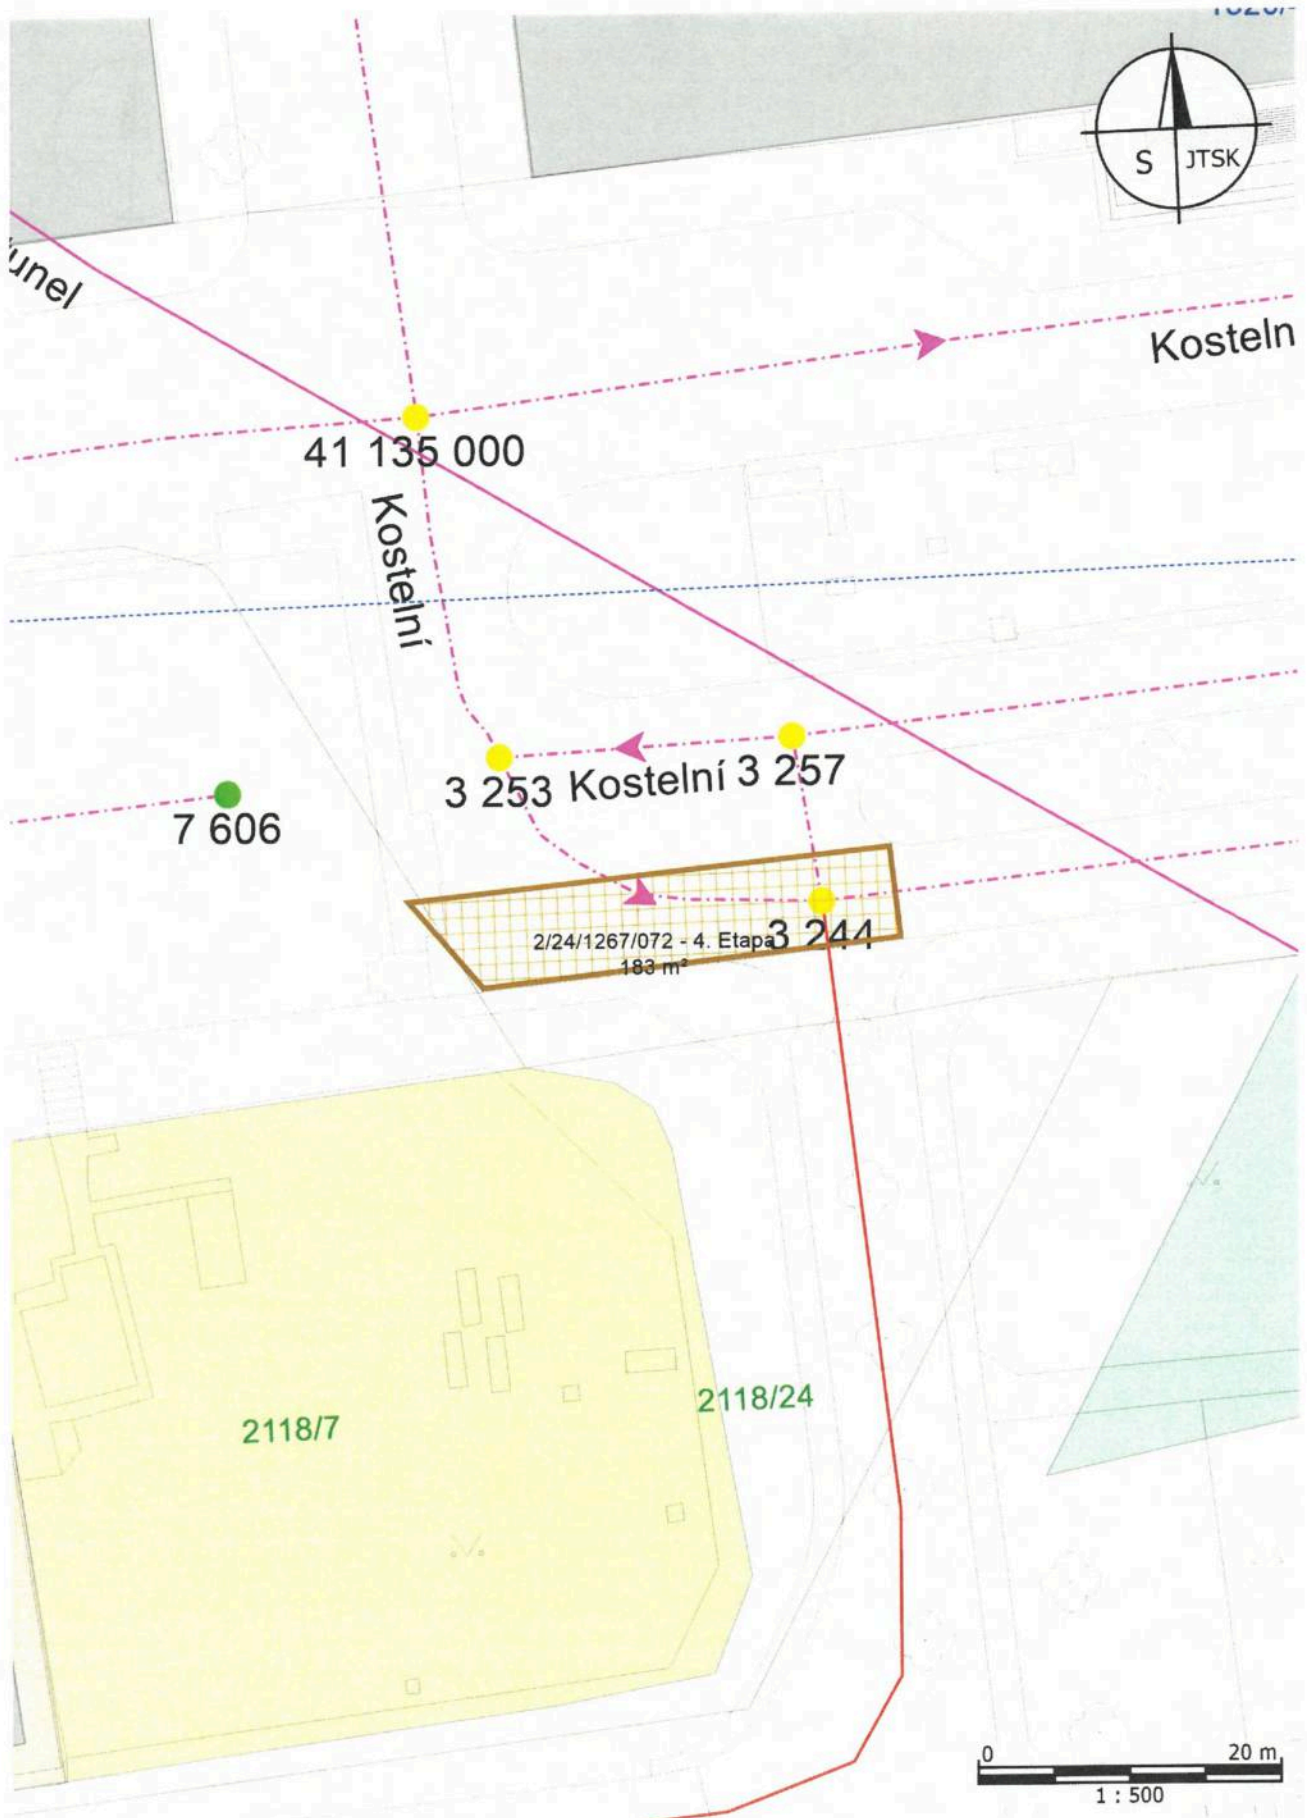 S JTSK
Kosteln
41 135 000
Kostelní
3 253 Kostelní 3 257
7 606
2/24/1267/072 - 4. Etapa 3 244
183 m²
2118/24
2118/7
0 20 m
1 : 500